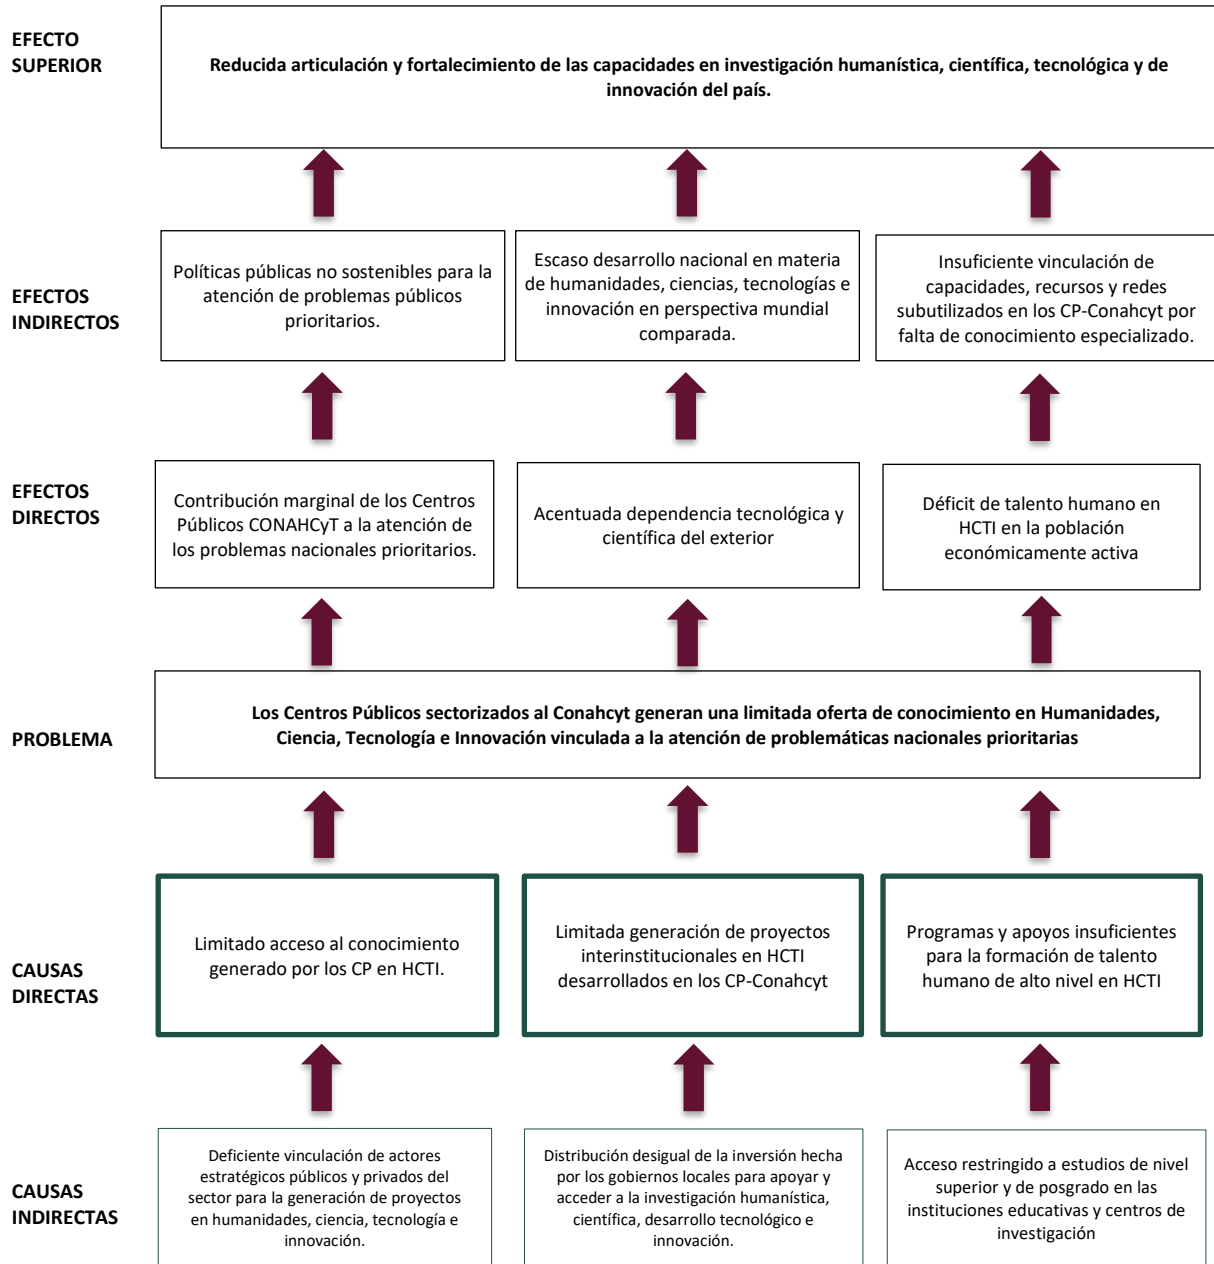 EFECTO
SUPERIOR
Reducida articulación y fortalecimiento de las capacidades en investigación humanística, científica, tecnológica y de
innovación del país.
EFECTOS
INDIRECTOS
Políticas públicas no sostenibles para la
atención de problemas públicos
prioritarios.
Escaso desarrollo nacional en materia
de humanidades, ciencias, tecnologías e
innovación en perspectiva mundial
comparada.
Insuficiente vinculación de
capacidades, recursos y redes
subutilizados en los CP-Conahcyt por
falta de conocimiento especializado.
EFECTOS
DIRECTOS
Contribución marginal de los Centros
Públicos CONAHCyT a la atención de
los problemas nacionales prioritarios.
Acentuada dependencia tecnológica y
científica del exterior
Déficit de talento humano en
HCTI en la población
económicamente activa
PROBLEMA
Los Centros Públicos sectorizados al Conahcyt generan una limitada oferta de conocimiento en Humanidades,
Ciencia, Tecnología e Innovación vinculada a la atención de problemáticas nacionales prioritarias
CAUSAS
DIRECTAS
Limitado acceso al conocimiento
generado por los CP en HCTI.
Limitada generación de proyectos
interinstitucionales en HCTI
desarrollados en los CP-Conahcyt
Programas y apoyos insuficientes
para la formación de talento
humano de alto nivel en HCTI
CAUSAS
INDIRECTAS
Deficiente vinculación de actores
estratégicos públicos y privados del
sector para la generación de proyectos
en humanidades, ciencia, tecnología e
innovación.
Distribución desigual de la inversión hecha
por los gobiernos locales para apoyar y
acceder a la investigación humanística,
científica, desarrollo tecnológico e
innovación.
Acceso restringido a estudios de nivel
superior y de posgrado en las
instituciones educativas y centros de
investigación